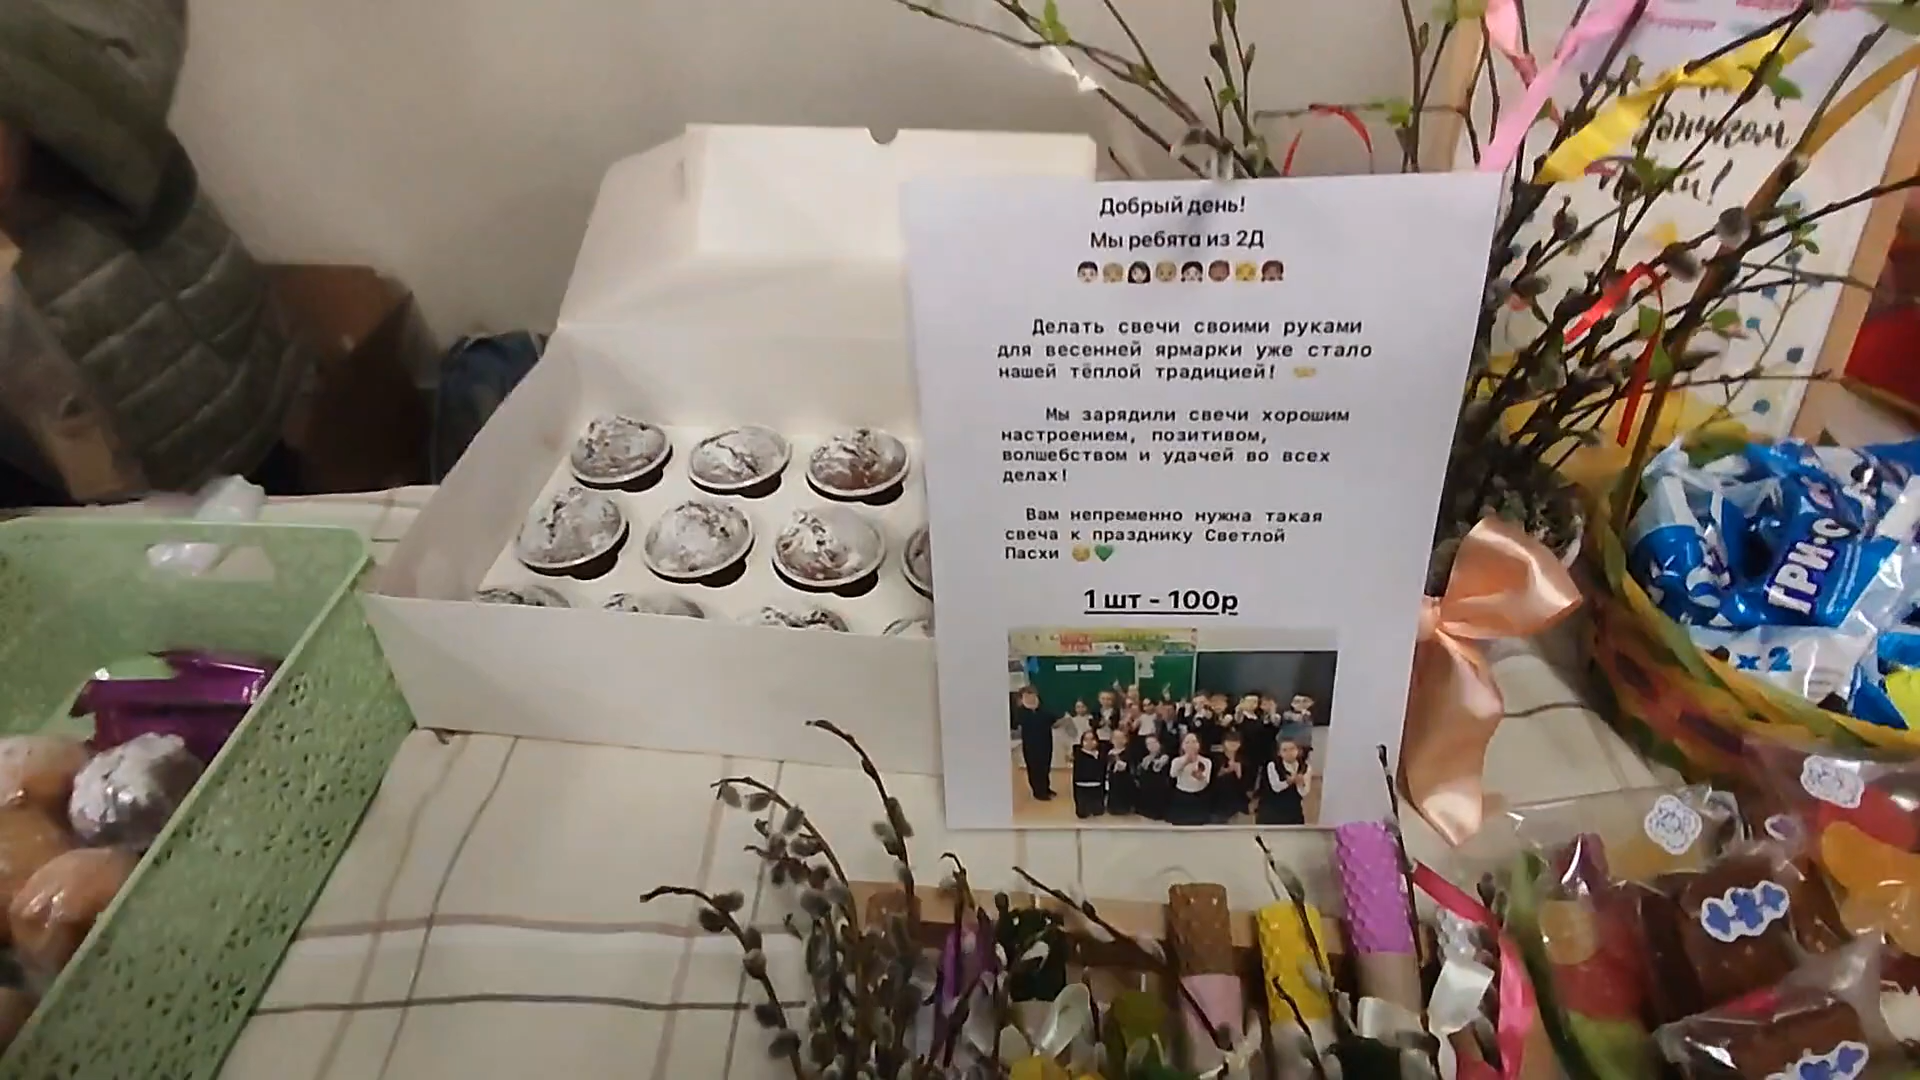 Добрый день!
Мы ребята из 2Д
Делать свечи своими руками
для весенней ярмарки уже стало
нашей тёплой традицией!
Мы зарядили свечи хорошим
настроением, позитивом,
волшебством и удачей во всех
делах!
Вам непременно нужна такая
свеча к празднику Светлой
Пасхи
1 шт - 100р
x 2